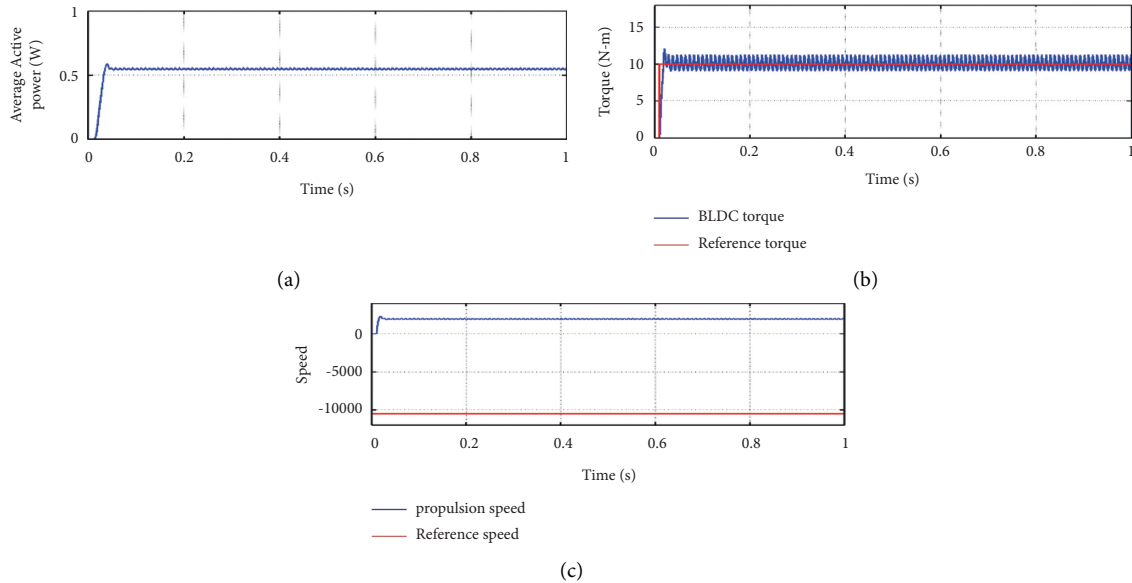 1
0.5
0
Average Active
power (W)
0 0.2 0.4 0.6 0.8 1
Time (s)
(a)
15
10
5
0
Torque (N-m)
0 0.2 0.4 0.6 0.8 1
Time (s)
BLDC torque
Reference torque
(b)
0
-5000
-10000
Speed
0 0.2 0.4 0.6 0.8 1
Time (s)
propulsion speed
Reference speed
(c)